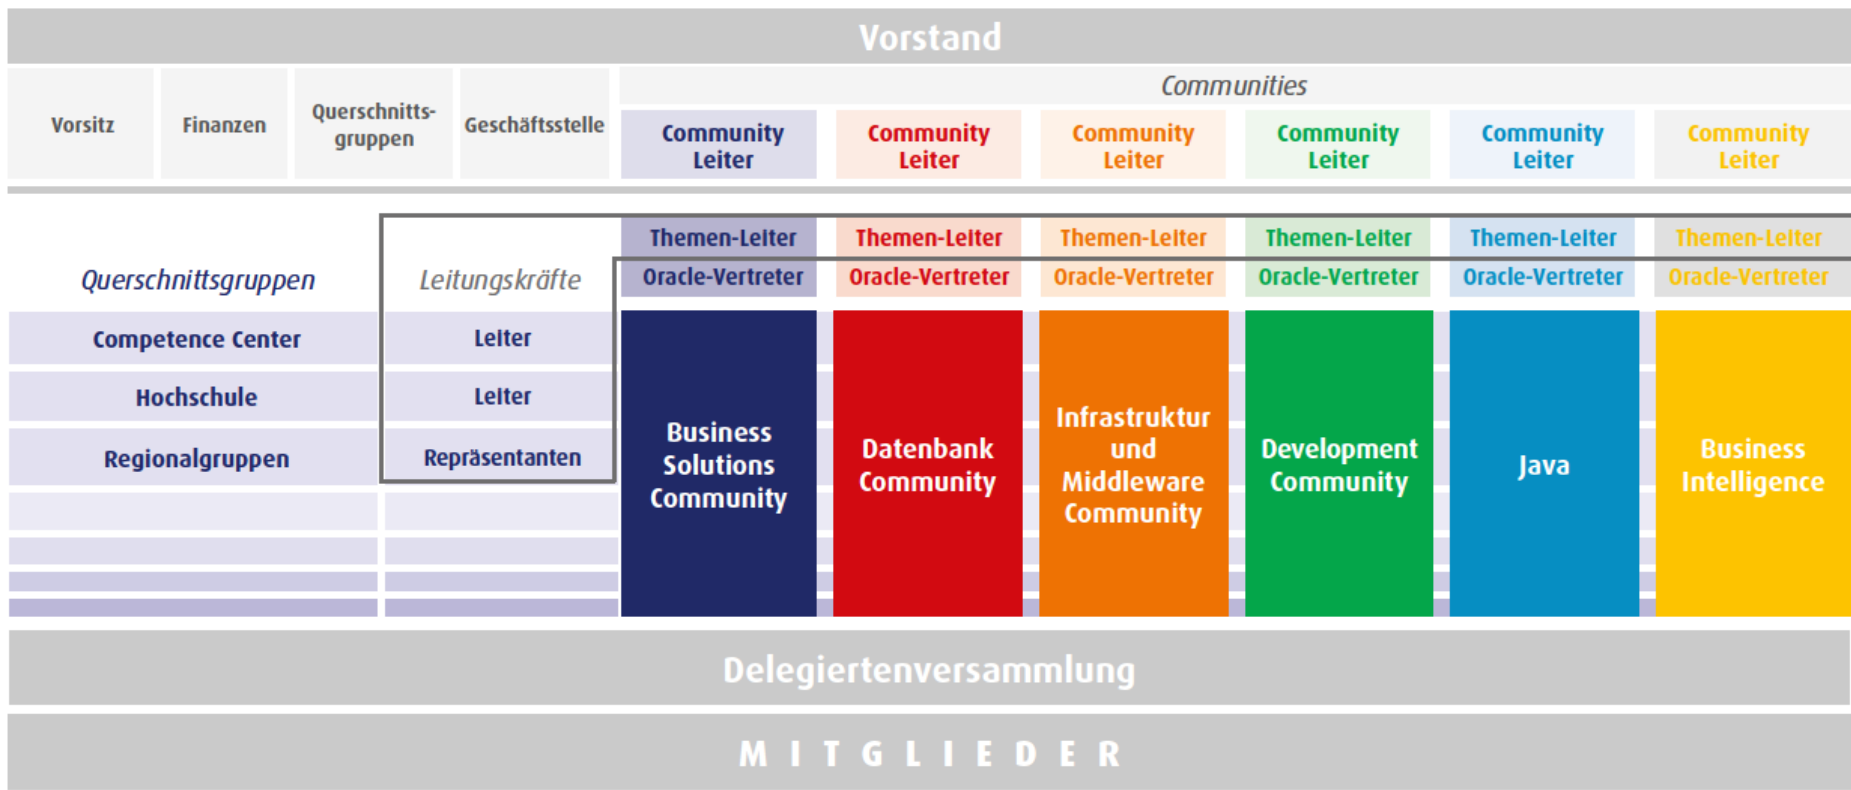 Vorstand
Communities
Vorsitz
Finanzen
Querschnitts-
gruppen
Geschäftsstelle
Community
Leiter
Community
Leiter
Community
Leiter
Community
Leiter
Community
Leiter
Community
Leiter
Themen-Leiter
Themen-Leiter
Themen-Leiter
Themen-Leiter
Themen-Leiter
Themen-Leiter
Querschnittsgruppen
Leitungskräfte
Oracle-Vertreter
Oracle-Vertreter
Oracle-Vertreter
Oracle-Vertreter
Oracle-Vertreter
Oracle-Vertreter
Competence Center
Leiter
Hochschule
Leiter
Regionalgruppen
Repräsentanten
Business
Solutions
Community
Datenbank
Community
Infrastruktur
und
Middleware
Community
Development
Community
Java
Business
Intelligence
Delegiertenversammlung
MITGLIEDER